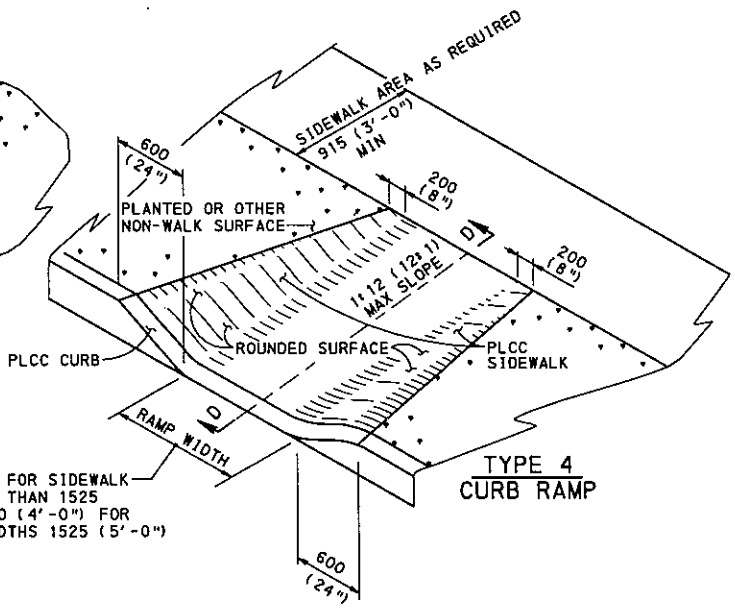 SIDEWALK AREA AS REQUIRED
915 (3'-0")
MIN
600
(24")
200
(8")
PLANTED OR OTHER
NON-WALK SURFACE
D
200
(8")
1:12 (12:1)
MAX SLOPE
ROUNDED SURFACE
PLCC
SIDEWALK
PLCC CURB
D
RAMP WIDTH
FOR SIDEWALK
THAN 1525
0 (4'-0") FOR
DTHS 1525 (5'-0")
TYPE 4
CURB RAMP
600
(24")